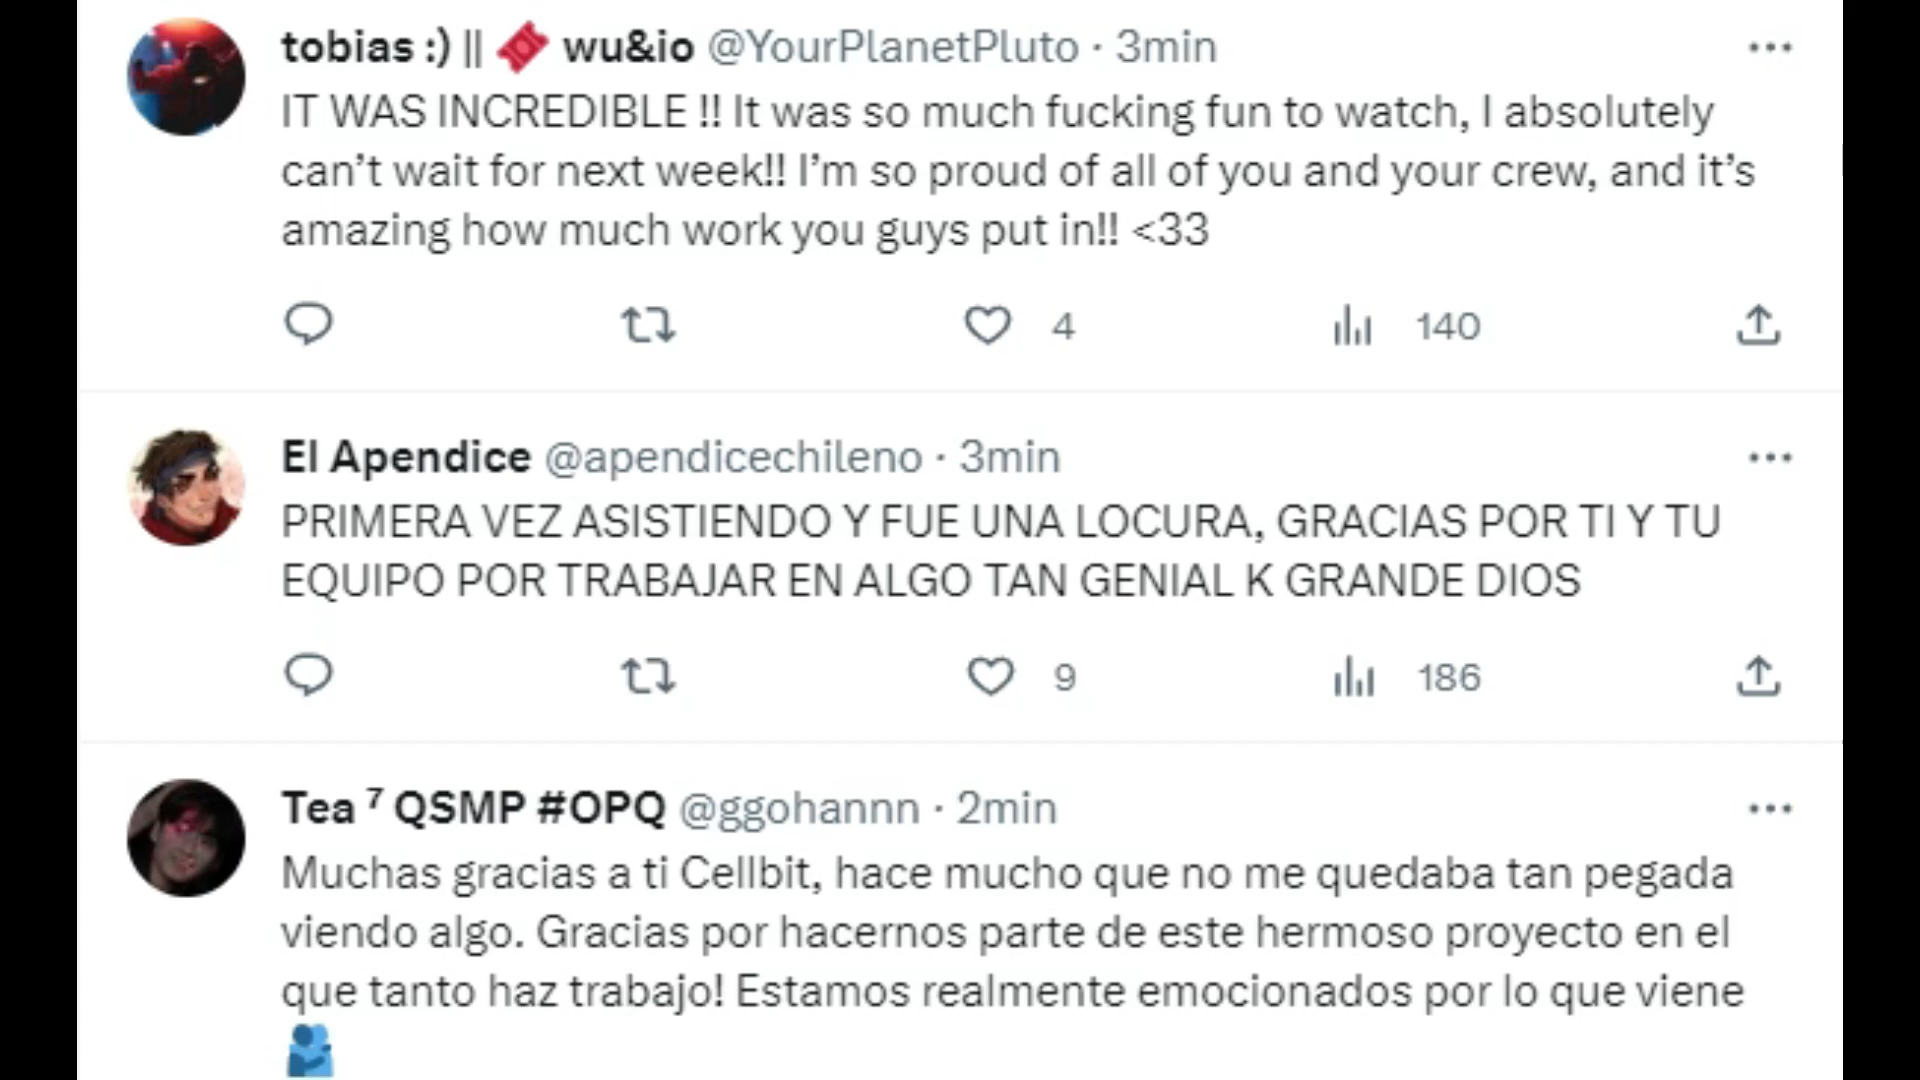 tobias :) || 🎟 wu&io @YourPlanetPluto · 3min
IT WAS INCREDIBLE !! It was so much fucking fun to watch, I absolutely
can’t wait for next week!! I’m so proud of all of you and your crew, and it’s
amazing how much work you guys put in!! <33
4 140
El Apendice @apendicechileno · 3min
PRIMERA VEZ ASISTIENDO Y FUE UNA LOCURA, GRACIAS POR TI Y TU
EQUIPO POR TRABAJAR EN ALGO TAN GENIAL K GRANDE DIOS
9 186
Tea ⁷ QSMP #OPQ @ggohannn · 2min
Muchas gracias a ti Cellbit, hace mucho que no me quedaba tan pegada
viendo algo. Gracias por hacernos parte de este hermoso proyecto en el
que tanto haz trabajo! Estamos realmente emocionados por lo que viene
🫂